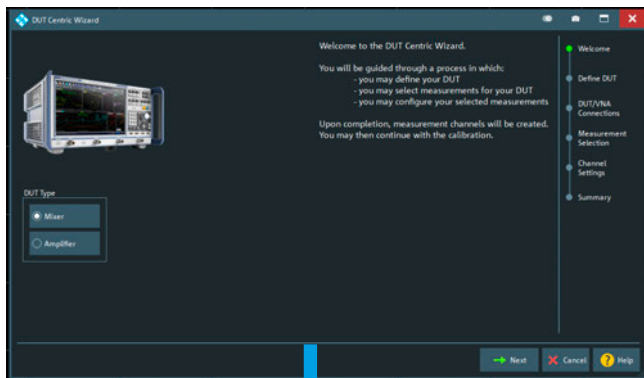 DUT Centric Wizard
Welcome to the DUT Centric Wizard.
You will be guided through a process in which:
- you may define your DUT
- you may select measurements for your DUT
- you may configure your selected measurements
Upon completion, measurement channels will be created.
You may then continue with the calibration.
DUT Type
Mixer
Amplifier
Welcome
Define DUT
DUT/VNA
Connections
Measurement
Selection
Channel
Settings
Summary
Next
Cancel
? Help